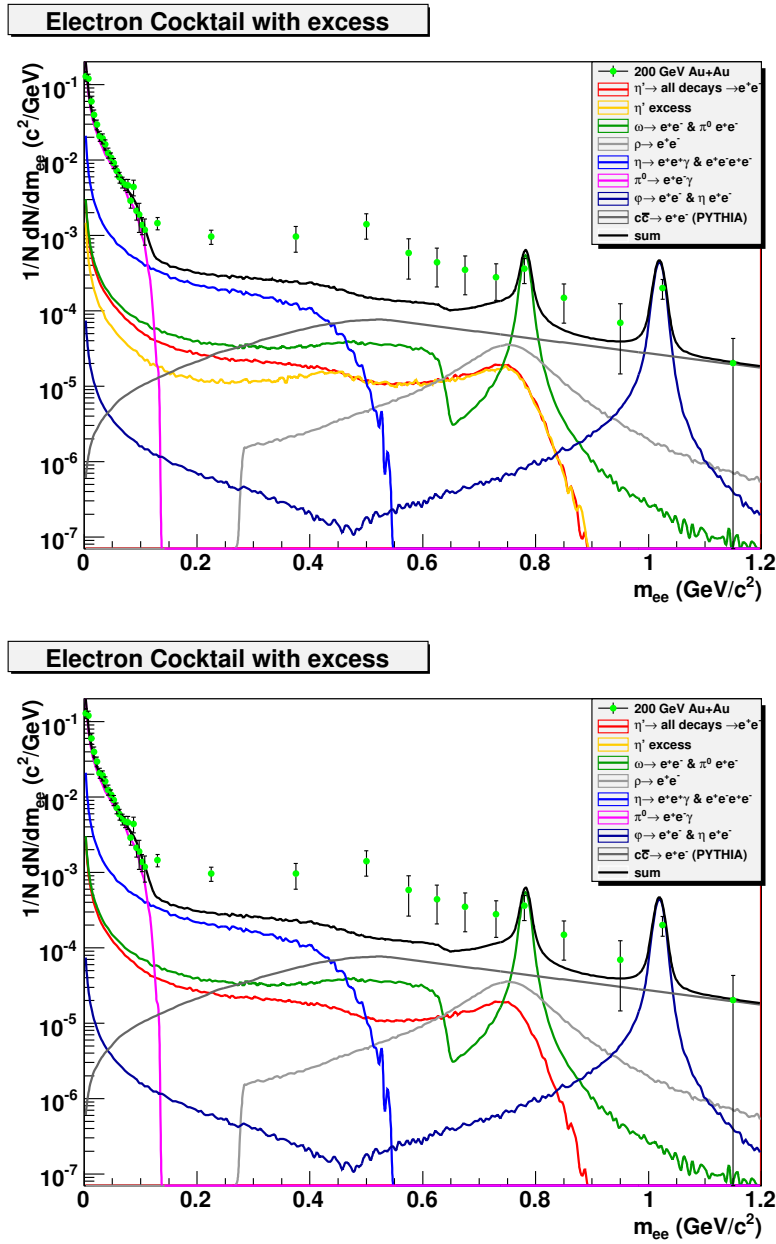 Electron Cocktail with excess
1/N dN/dm_ee (c²/GeV)
10⁻¹
10⁻²
10⁻³
10⁻⁴
10⁻⁵
10⁻⁶
10⁻⁷
200 GeV Au+Au
η'→ all decays →e⁺e⁻
η' excess
ω→ e⁺e⁻ & π⁰ e⁺e⁻
ρ→ e⁺e⁻
η→ e⁺e⁺γ & e⁺e⁻e⁺e⁻
π⁰→ e⁺e⁻γ
φ→ e⁺e⁻ & η e⁺e⁻
cc̅→ e⁺e⁻ (PYTHIA)
sum
0 0.2 0.4 0.6 0.8 1 1.2
m_ee (GeV/c²)
Electron Cocktail with excess
1/N dN/dm_ee (c²/GeV)
10⁻¹
10⁻²
10⁻³
10⁻⁴
10⁻⁵
10⁻⁶
10⁻⁷
200 GeV Au+Au
η'→ all decays →e⁺e⁻
η' excess
ω→ e⁺e⁻ & π⁰ e⁺e⁻
ρ→ e⁺e⁻
η→ e⁺e⁺γ & e⁺e⁻e⁺e⁻
π⁰→ e⁺e⁻γ
φ→ e⁺e⁻ & η e⁺e⁻
cc̅→ e⁺e⁻ (PYTHIA)
sum
0 0.2 0.4 0.6 0.8 1 1.2
m_ee (GeV/c²)